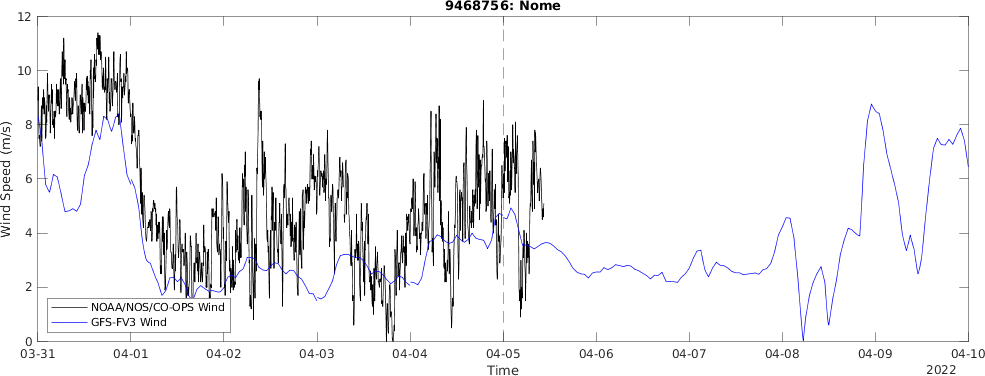 9468756: Nome
12
10
8
6
4
2
0
Wind Speed (m/s)
NOAA/NOS/CO-OPS Wind
GFS-FV3 Wind
03-31 04-01 04-02 04-03 04-04 04-05 04-06 04-07 04-08 04-09 04-10
Time
2022